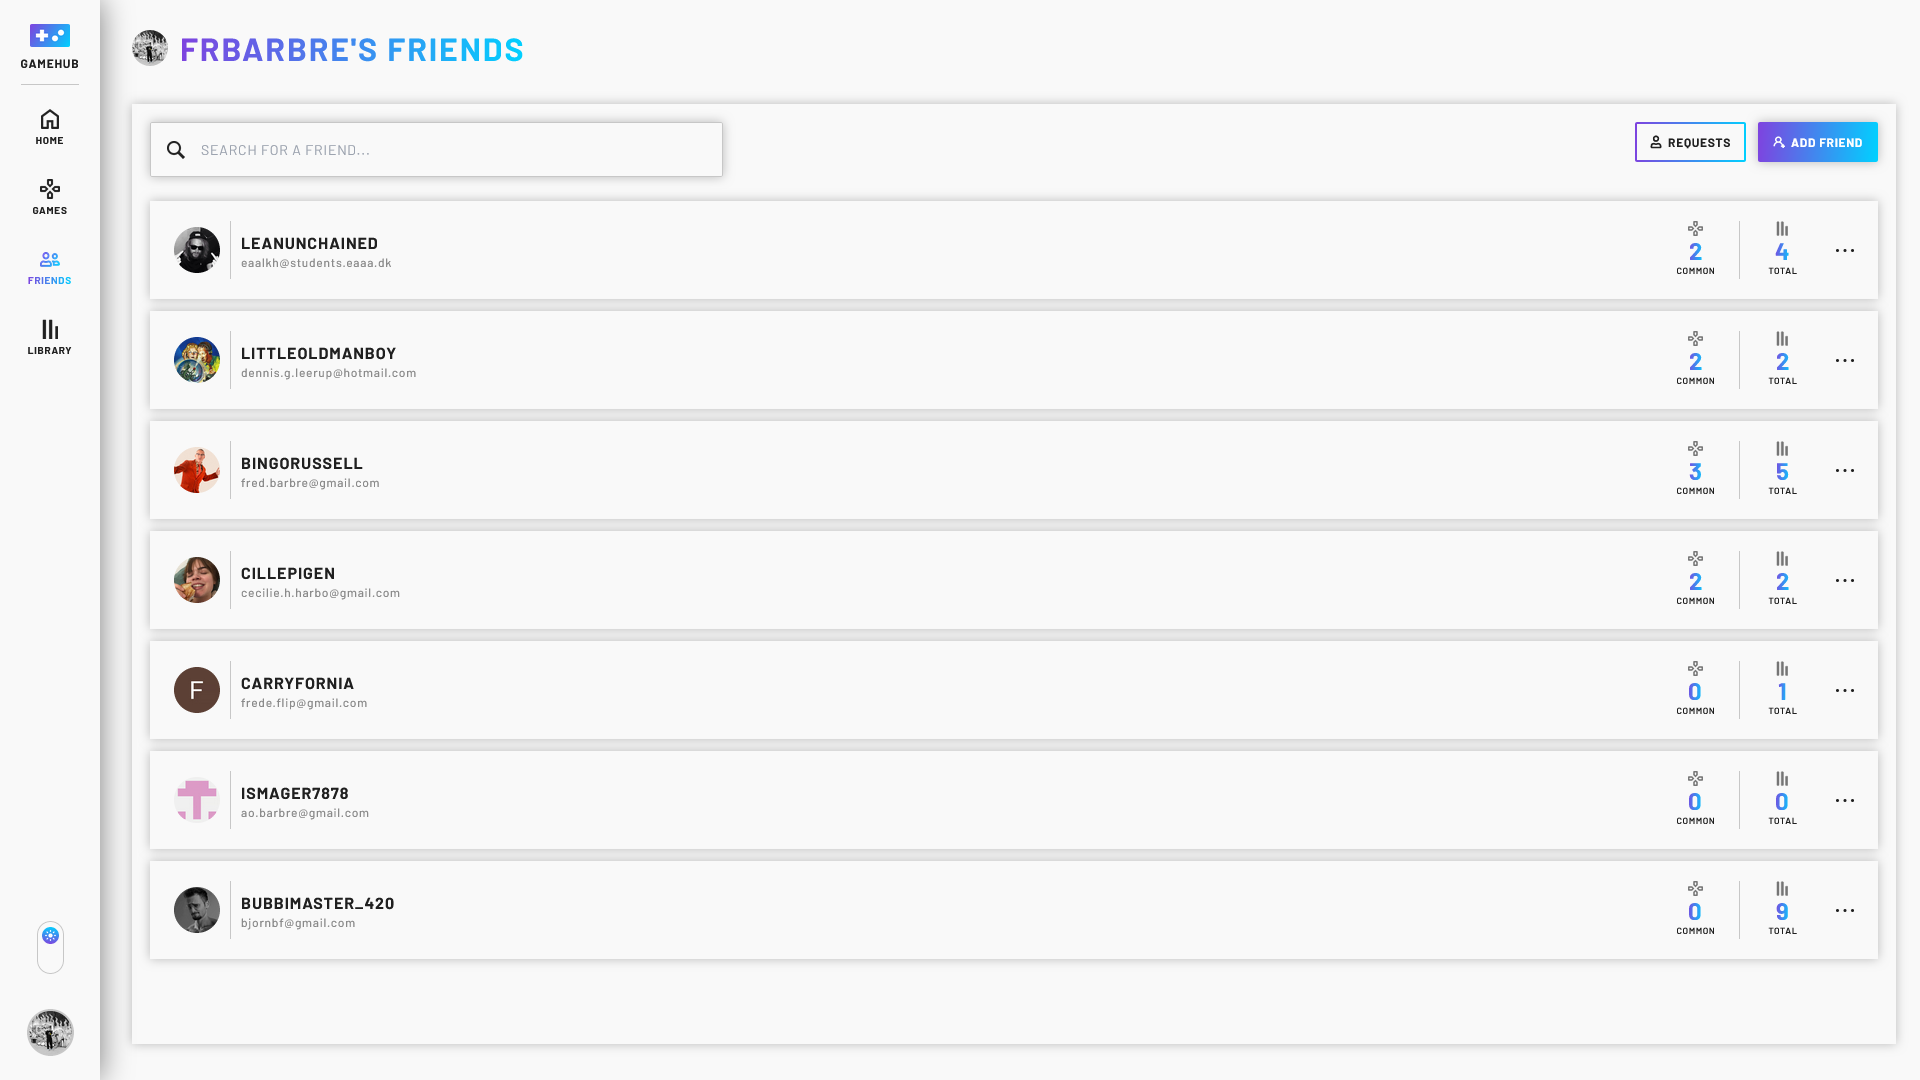 GAMEHUB
HOME
GAMES
FRIENDS
LIBRARY
FRBARBRE'S FRIENDS
SEARCH FOR A FRIEND...
REQUESTS
ADD FRIEND
LEANUNCHAINED
eaalkh@students.eaaa.dk
2
COMMON
4
TOTAL
LITTLEOLDMANBOY
dennis.g.leerup@hotmail.com
2
COMMON
2
TOTAL
BINGORUSSELL
fred.barbre@gmail.com
3
COMMON
5
TOTAL
CILLEPIGEN
cecilie.h.harbo@gmail.com
2
COMMON
2
TOTAL
F
CARRYFORNIA
frede.flip@gmail.com
0
COMMON
1
TOTAL
ISMAGER7878
ao.barbre@gmail.com
0
COMMON
0
TOTAL
BUBBIMASTER_420
bjornbf@gmail.com
0
COMMON
9
TOTAL